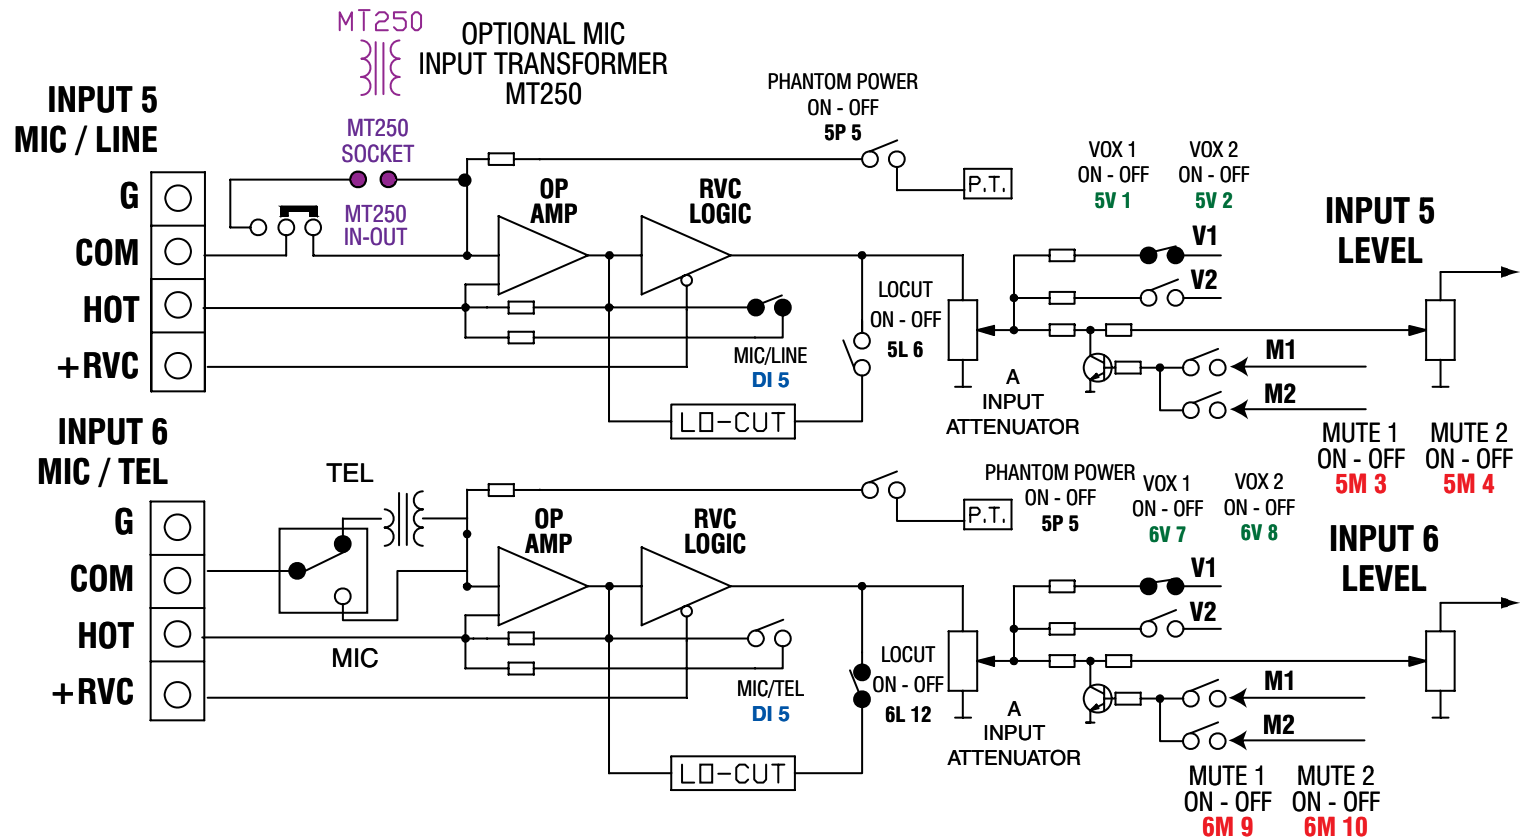 MT250
OPTIONAL MIC
INPUT TRANSFORMER
MT250
INPUT 5
MIC / LINE
MT250
SOCKET
MT250
IN-OUT
G
COM
HOT
+RVC
OP
AMP
RVC
LOGIC
PHANTOM POWER
ON - OFF
5P 5
P.T.
MIC/LINE
DI 5
LOCUT
ON - OFF
5L 6
LO-CUT
A
INPUT
ATTENUATOR
VOX 1
ON - OFF
5V 1
VOX 2
ON - OFF
5V 2
V1
V2
M1
M2
INPUT 5
LEVEL
MUTE 1
ON - OFF
5M 3
MUTE 2
ON - OFF
5M 4
INPUT 6
MIC / TEL
TEL
MIC
G
COM
HOT
+RVC
OP
AMP
RVC
LOGIC
PHANTOM POWER
ON - OFF
5P 5
P.T.
MIC/TEL
DI 5
LOCUT
ON - OFF
6L 12
LO-CUT
A
INPUT
ATTENUATOR
VOX 1
ON - OFF
6V 7
VOX 2
ON - OFF
6V 8
V1
V2
M1
M2
INPUT 6
LEVEL
MUTE 1
ON - OFF
6M 9
MUTE 2
ON - OFF
6M 10